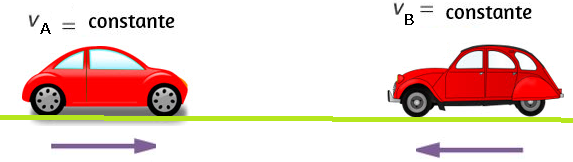 v_A = constante
v_B = constante